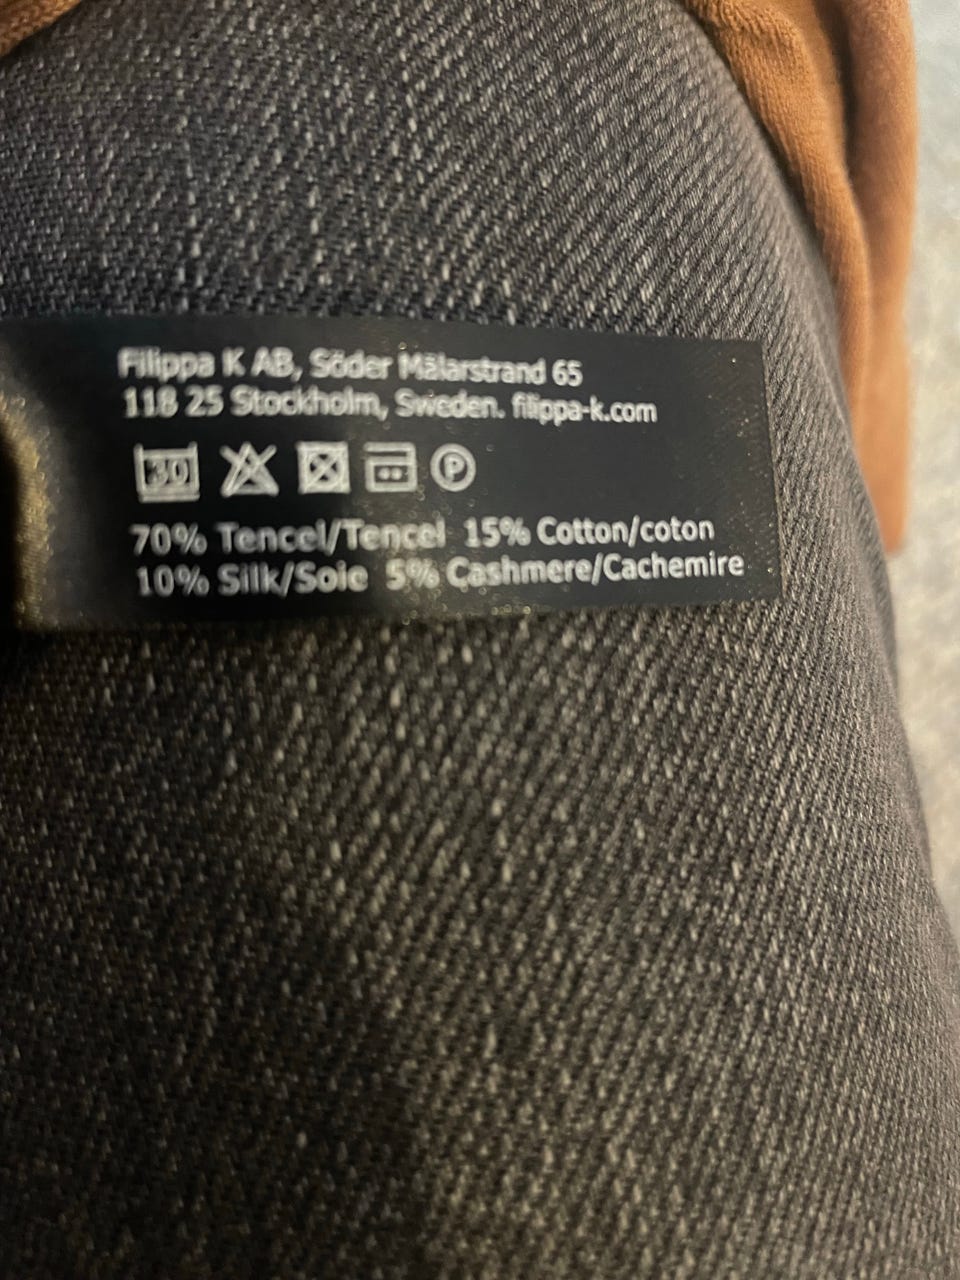 Filippa K AB, Söder Mälarstrand 65
118 25 Stockholm, Sweden. filippa-k.com
30 P
70% Tencel/Tencel 15% Cotton/coton
10% Silk/Soie 5% Cashmere/Cachemire